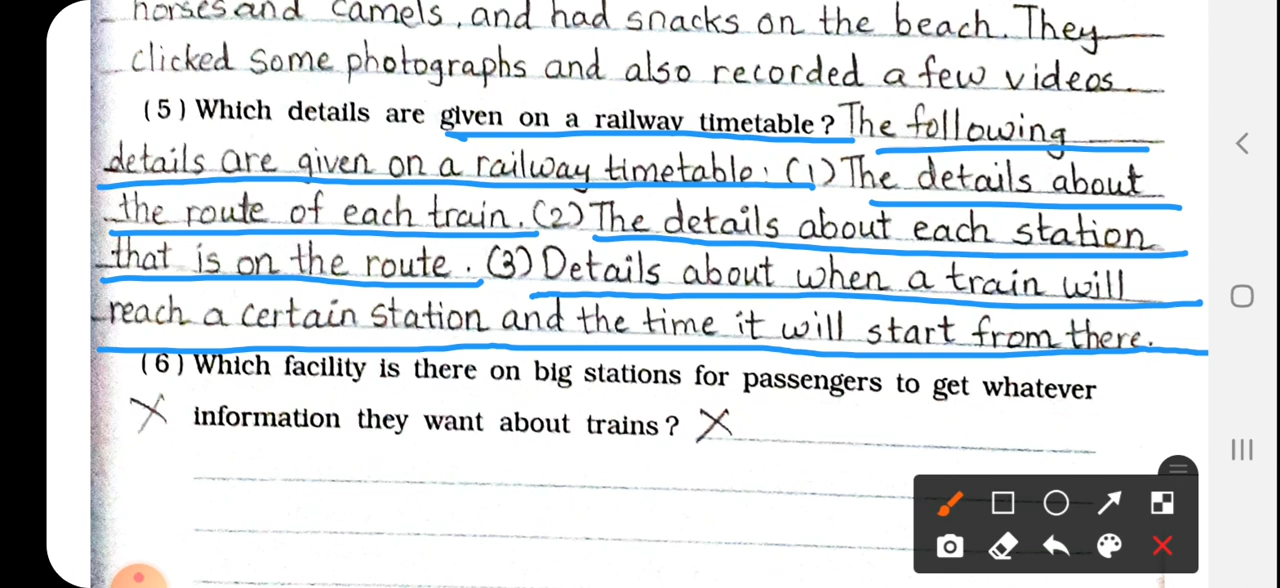 horses and camels, and had snacks on the beach. They
clicked some photographs and also recorded a few videos.
(5) Which details are given on a railway timetable? The following
details are given on a railway timetable: (1) The details about
the route of each train. (2) The details about each station
that is on the route. (3) Details about when a train will
reach a certain station and the time it will start from there.
(6) Which facility is there on big stations for passengers to get whatever
information they want about trains?